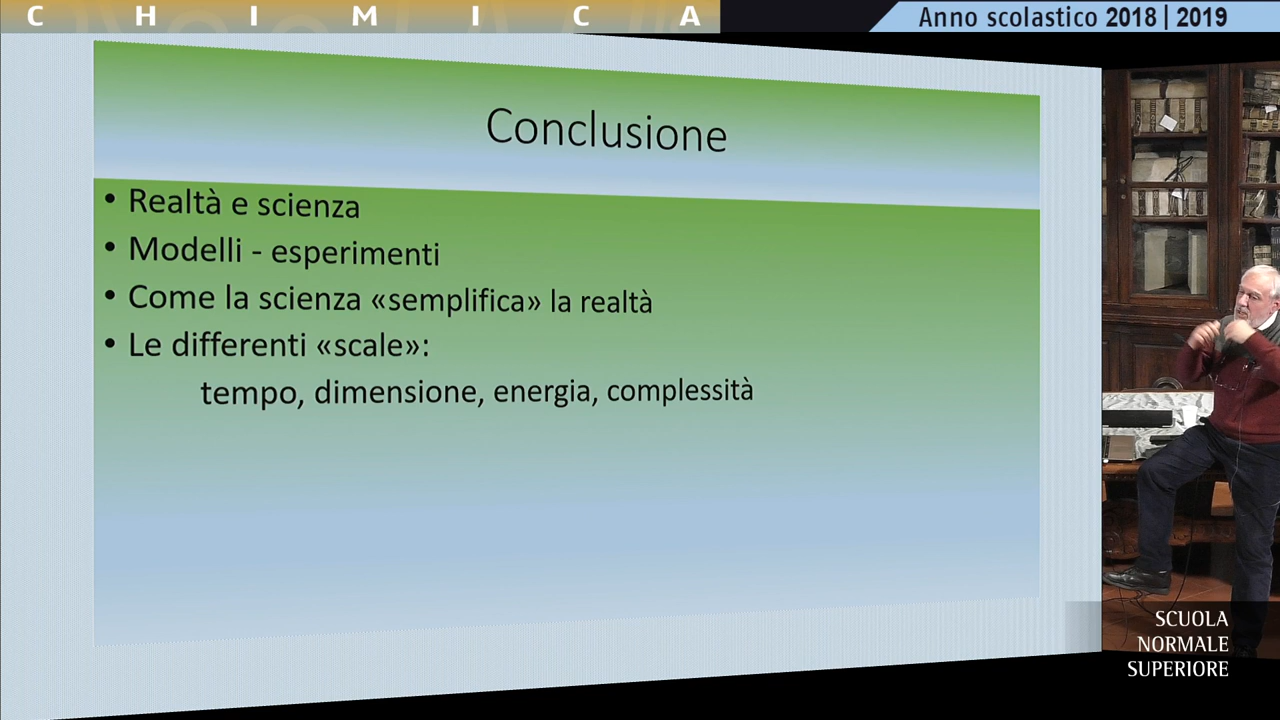 CHIMICA
Anno scolastico 2018 | 2019
Conclusione
• Realtà e scienza
• Modelli - esperimenti
• Come la scienza «semplifica» la realtà
• Le differenti «scale»:
tempo, dimensione, energia, complessità
SCUOLA
NORMALE
SUPERIORE